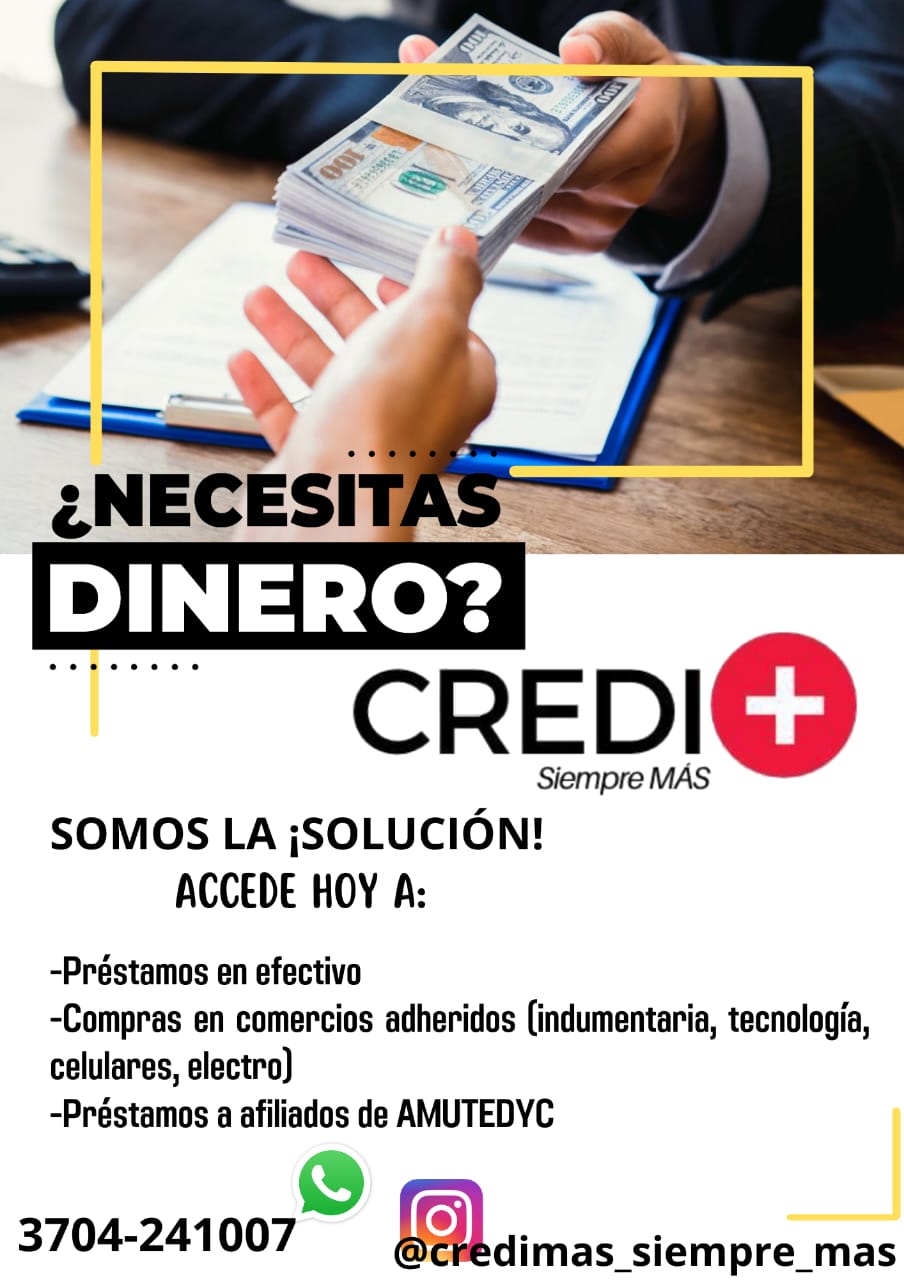 ¿NECESITAS
DINERO?
CREDI+
Siempre MÁS
SOMOS LA ¡SOLUCIÓN!
ACCEDE HOY A:
-Préstamos en efectivo
-Compras en comercios adheridos (indumentaria, tecnología,
celulares, electro)
-Préstamos a afiliados de AMUTEDYC
3704-241007
@credimas_siempre_mas